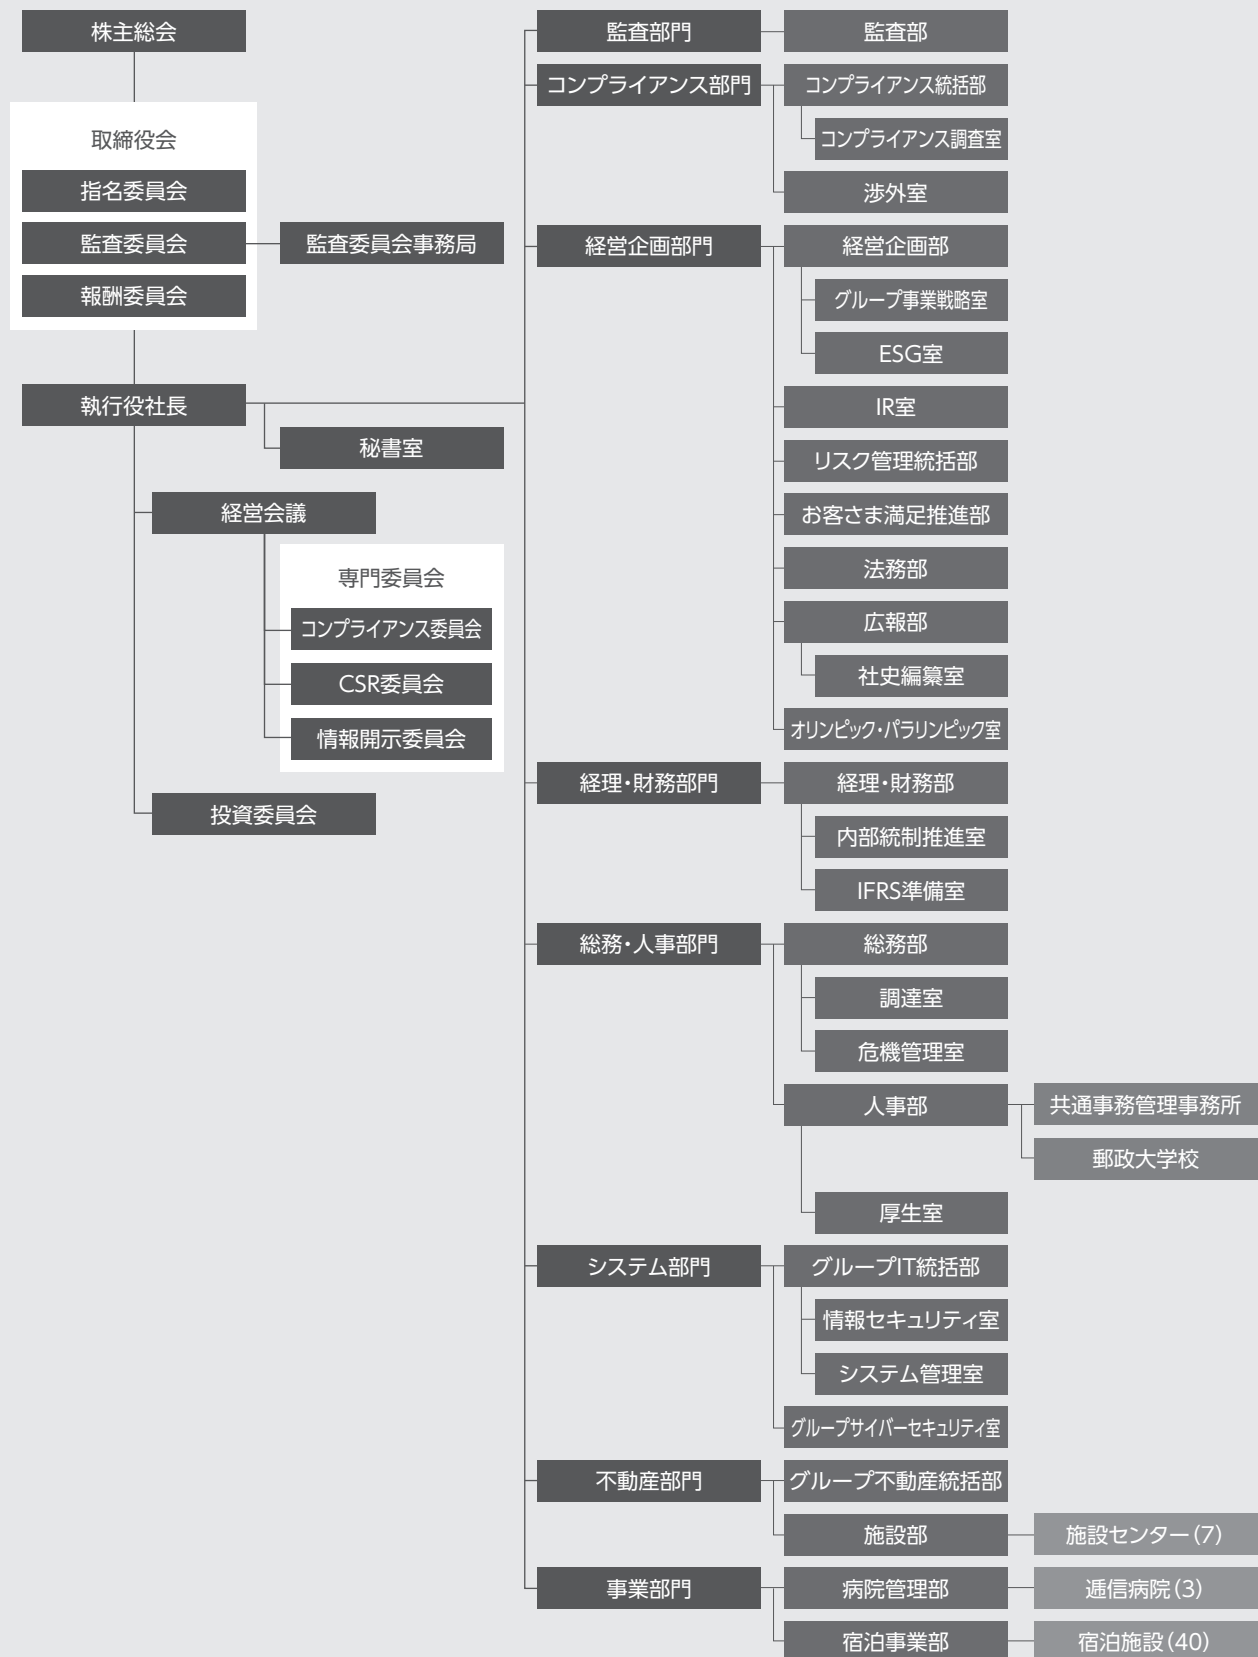 株主総会
取締役会
指名委員会
監査委員会
監査委員会事務局
報酬委員会
執行役社長
秘書室
経営会議
専門委員会
コンプライアンス委員会
CSR委員会
情報開示委員会
投資委員会
監査部門
監査部
コンプライアンス部門
コンプライアンス統括部
コンプライアンス調査室
渉外室
経営企画部門
経営企画部
グループ事業戦略室
ESG室
IR室
リスク管理統括部
お客さま満足推進部
法務部
広報部
社史編纂室
オリンピック・パラリンピック室
経理・財務部門
経理・財務部
内部統制推進室
IFRS準備室
総務・人事部門
総務部
調達室
危機管理室
人事部
共通事務管理事務所
郵政大学校
厚生室
システム部門
グループIT統括部
情報セキュリティ室
システム管理室
グループサイバーセキュリティ室
不動産部門
グループ不動産統括部
施設部
施設センター(7)
事業部門
病院管理部
逓信病院(3)
宿泊事業部
宿泊施設(40)